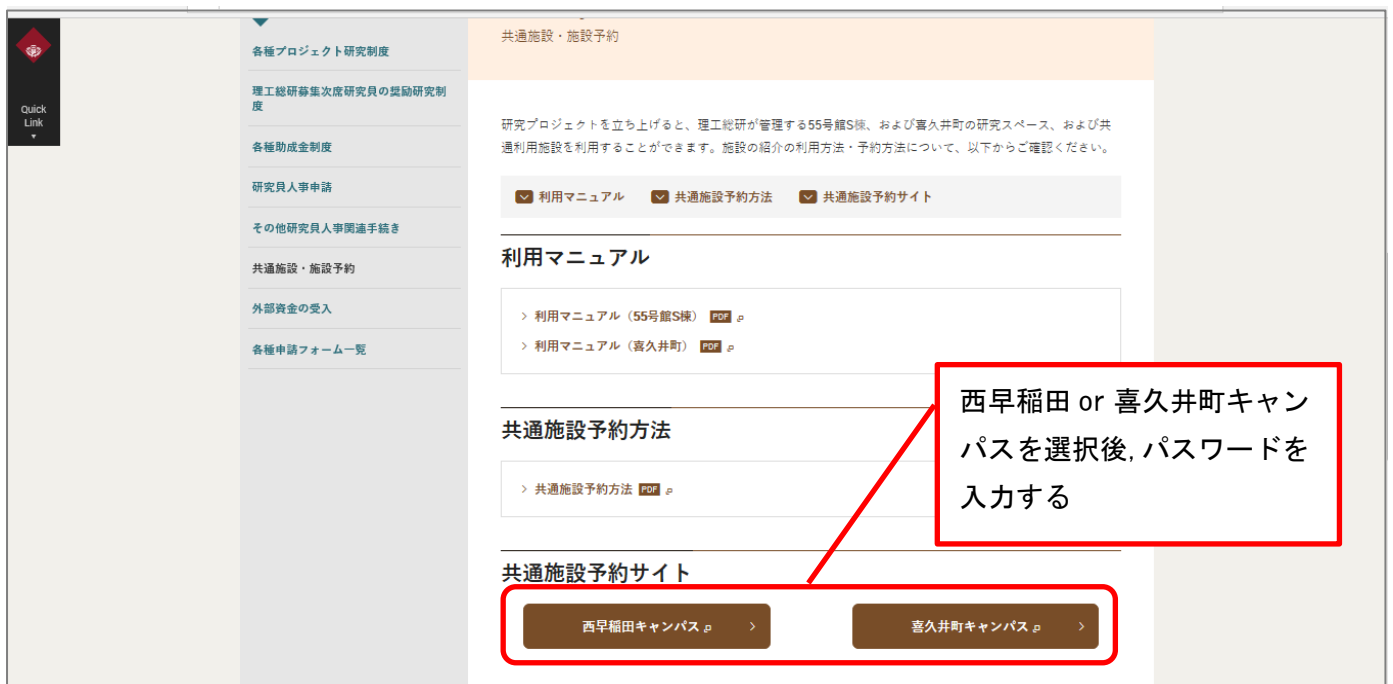 Quick
Link
各種プロジェクト研究制度
理工総研募集次席研究員の奨励研究制
度
各種助成金制度
研究員人事申請
その他研究員人事関連手続き
共通施設・施設予約
外部資金の受入
各種申請フォーム一覧
共通施設・施設予約
研究プロジェクトを立ち上げると、理工総研が管理する55号館S棟、および喜久井町の研究スペース、および共
通利用施設を利用することができます。施設の紹介の利用方法・予約方法について、以下からご確認ください。
利用マニュアル 共通施設予約方法 共通施設予約サイト
利用マニュアル
利用マニュアル（55号館S棟） PDF
利用マニュアル（喜久井町） PDF
共通施設予約方法
共通施設予約方法 PDF
西早稲田 or 喜久井町キャン
パスを選択後, パスワードを
入力する
共通施設予約サイト
西早稲田キャンパス 喜久井町キャンパス